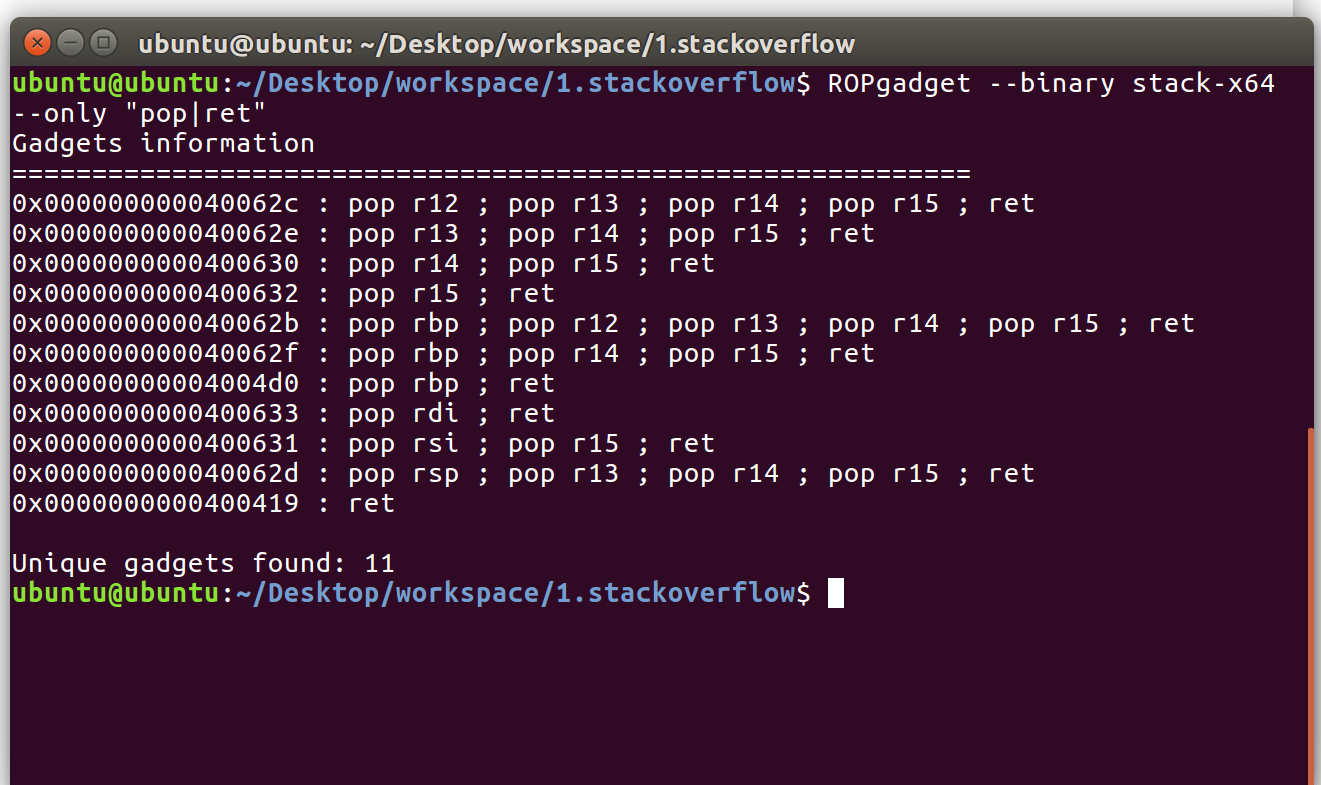 ubuntu@ubuntu: ~/Desktop/workspace/1.stackoverflow
ubuntu@ubuntu:~/Desktop/workspace/1.stackoverflow$ ROPgadget --binary stack-x64
--only "pop|ret"
Gadgets information
============================================================
0x000000000040062c : pop r12 ; pop r13 ; pop r14 ; pop r15 ; ret
0x000000000040062e : pop r13 ; pop r14 ; pop r15 ; ret
0x0000000000400630 : pop r14 ; pop r15 ; ret
0x0000000000400632 : pop r15 ; ret
0x000000000040062b : pop rbp ; pop r12 ; pop r13 ; pop r14 ; pop r15 ; ret
0x000000000040062f : pop rbp ; pop r14 ; pop r15 ; ret
0x00000000004004d0 : pop rbp ; ret
0x0000000000400633 : pop rdi ; ret
0x0000000000400631 : pop rsi ; pop r15 ; ret
0x000000000040062d : pop rsp ; pop r13 ; pop r14 ; pop r15 ; ret
0x0000000000400419 : ret
Unique gadgets found: 11
ubuntu@ubuntu:~/Desktop/workspace/1.stackoverflow$